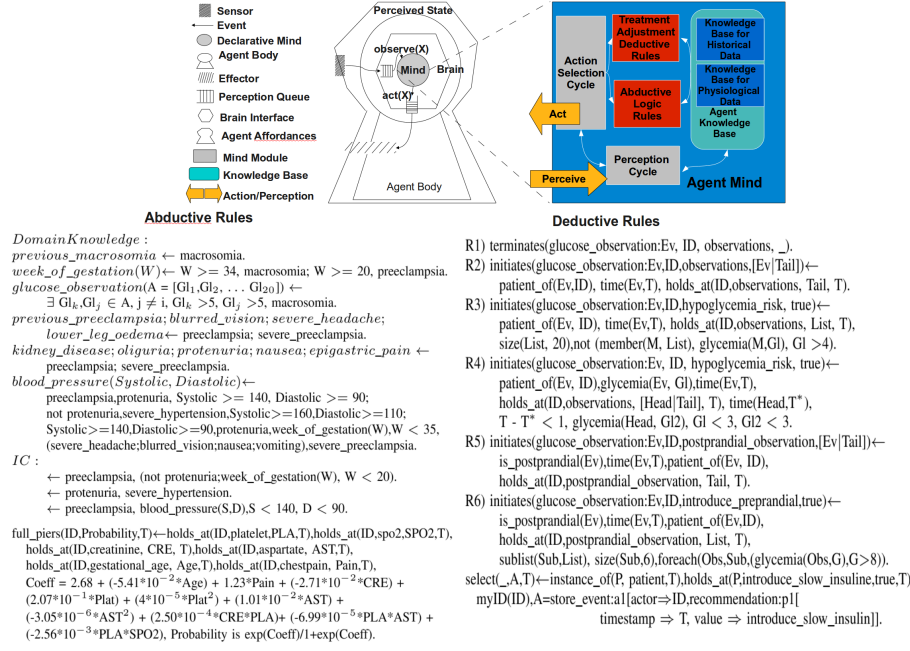 Sensor
Event
Declarative Mind
Agent Body
Effector
Perception Queue
Brain Interface
Agent Affordances
Mind Module
Knowledge Base
Action/Perception
Perceived State
observe(X)
Mind
Brain
act(X)
Agent Body
Action
Selection
Cycle
Treatment
Adjustment
Deductive
Rules
Abductive
Logic
Rules
Knowledge
Base for
Historical
Data
Knowledge
Base for
Physiological
Data
Agent
Knowledge
Base
Act
Perceive
Perception
Cycle
Agent Mind
Abductive Rules
DomainKnowledge :
previous_macrosomia ← macrosomia.
week_of_gestation(W)← W >= 34, macrosomia; W >= 20, preeclampsia.
glucose_observation(A = [Gl₁,Gl₂, … Gl₂₀]) ←
∃ Glₖ,Glⱼ ∈ A, j ≠ i, Glₖ >5, Glⱼ >5, macrosomia.
previous_preeclampsia; blurred_vision; severe_headache;
lower_leg_oedema← preeclampsia; severe_preeclampsia.
kidney_disease; oliguria; protenuria; nausea; epigastric_pain ←
preeclampsia; severe_preeclampsia.
blood_pressure(Systolic, Diastolic)←
preeclampsia,protenuria, Systolic >= 140, Diastolic >= 90;
not protenuria,severe_hypertension,Systolic>=160,Diastolic>=110;
Systolic>=140,Diastolic>=90,protenuria,week_of_gestation(W),W < 35,
(severe_headache;blurred_vision;nausea;vomiting),severe_preeclampsia.
IC :
← preeclampsia, (not protenuria;week_of_gestation(W), W < 20).
← protenuria, severe_hypertension.
← preeclampsia, blood_pressure(S,D),S < 140, D < 90.
full_piers(ID,Probability,T)←holds_at(ID,platelet,PLA,T),holds_at(ID,spo2,SPO2,T),
holds_at(ID,creatinine, CRE, T),holds_at(ID,aspartate, AST,T),
holds_at(ID,gestational_age, Age,T),holds_at(ID,chestpain, Pain,T),
Coeff = 2.68 + (-5.41*10⁻²*Age) + 1.23*Pain + (-2.71*10⁻²*CRE) +
(2.07*10⁻¹*Plat) + (4*10⁻⁵*Plat²) + (1.01*10⁻²*AST) +
(-3.05*10⁻⁶*AST²) + (2.50*10⁻⁴*CRE*PLA)+ (-6.99*10⁻⁵*PLA*AST) +
(-2.56*10⁻³*PLA*SPO2), Probability is exp(Coeff)/1+exp(Coeff).
Deductive Rules
R1) terminates(glucose_observation:Ev, ID, observations, _).
R2) initiates(glucose_observation:Ev,ID,observations,[Ev|Tail])←
patient_of(Ev,ID), time(Ev,T), holds_at(ID,observations, Tail, T).
R3) initiates(glucose_observation:Ev,ID,hypoglycemia_risk, true)←
patient_of(Ev, ID), time(Ev,T), holds_at(ID,observations, List, T),
size(List, 20),not (member(M, List), glycemia(M,Gl), Gl >4).
R4) initiates(glucose_observation:Ev, ID, hypoglycemia_risk, true)←
patient_of(Ev, ID),glycemia(Ev, Gl),time(Ev,T),
holds_at(ID,observations, [Head|Tail], T), time(Head,T*),
T - T* < 1, glycemia(Head, Gl2), Gl < 3, Gl2 < 3.
R5) initiates(glucose_observation:Ev,ID,postprandial_observation,[Ev|Tail])←
is_postprandial(Ev),time(Ev,T),patient_of(Ev, ID),
holds_at(ID,postprandial_observation, Tail, T).
R6) initiates(glucose_observation:Ev,ID,introduce_preprandial,true)←
is_postprandial(Ev),time(Ev,T),patient_of(Ev,ID),
holds_at(ID,postprandial_observation, List, T),
sublist(Sub,List), size(Sub,6),foreach(Obs,Sub,(glycemia(Obs,G),G>8)).
select(_,A,T)←instance_of(P, patient,T),holds_at(P,introduce_slow_insuline,true,T),
myID(ID),A=store_event:a1[actor⇒ID,recommendation:p1[
timestamp ⇒ T, value ⇒ introduce_slow_insulin]].